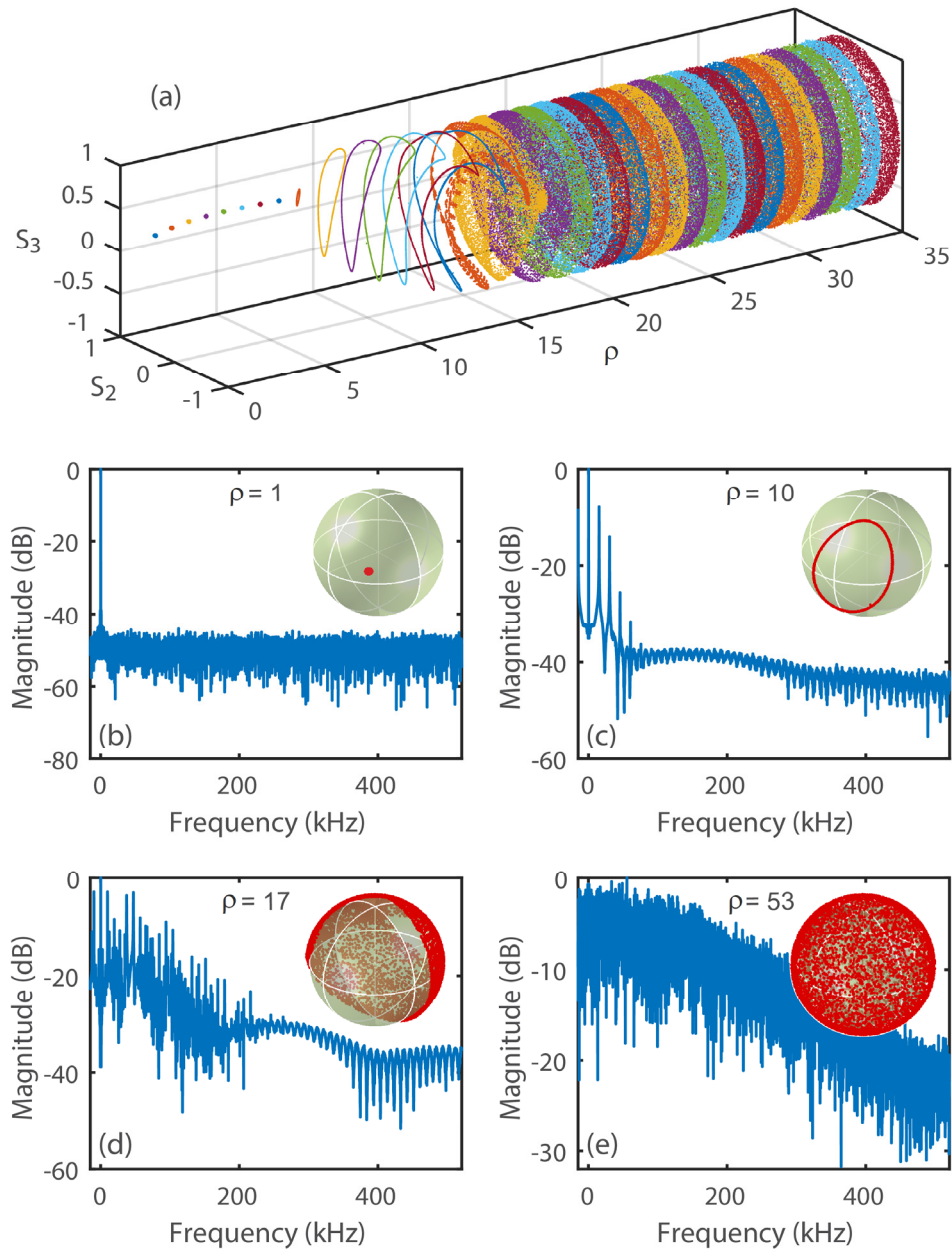 (a)
1
0.5
0
-0.5
-1
S3
1
0
-1
S2
0
5
10
15
20
25
30
35
ρ
0
-20
-40
-60
-80
Magnitude (dB)
ρ = 1
(b)
0 200 400
Frequency (kHz)
0
-20
-40
-60
Magnitude (dB)
ρ = 10
(c)
0 200 400
Frequency (kHz)
0
-20
-40
-60
Magnitude (dB)
ρ = 17
(d)
0 200 400
Frequency (kHz)
0
-10
-20
-30
Magnitude (dB)
ρ = 53
(e)
0 200 400
Frequency (kHz)